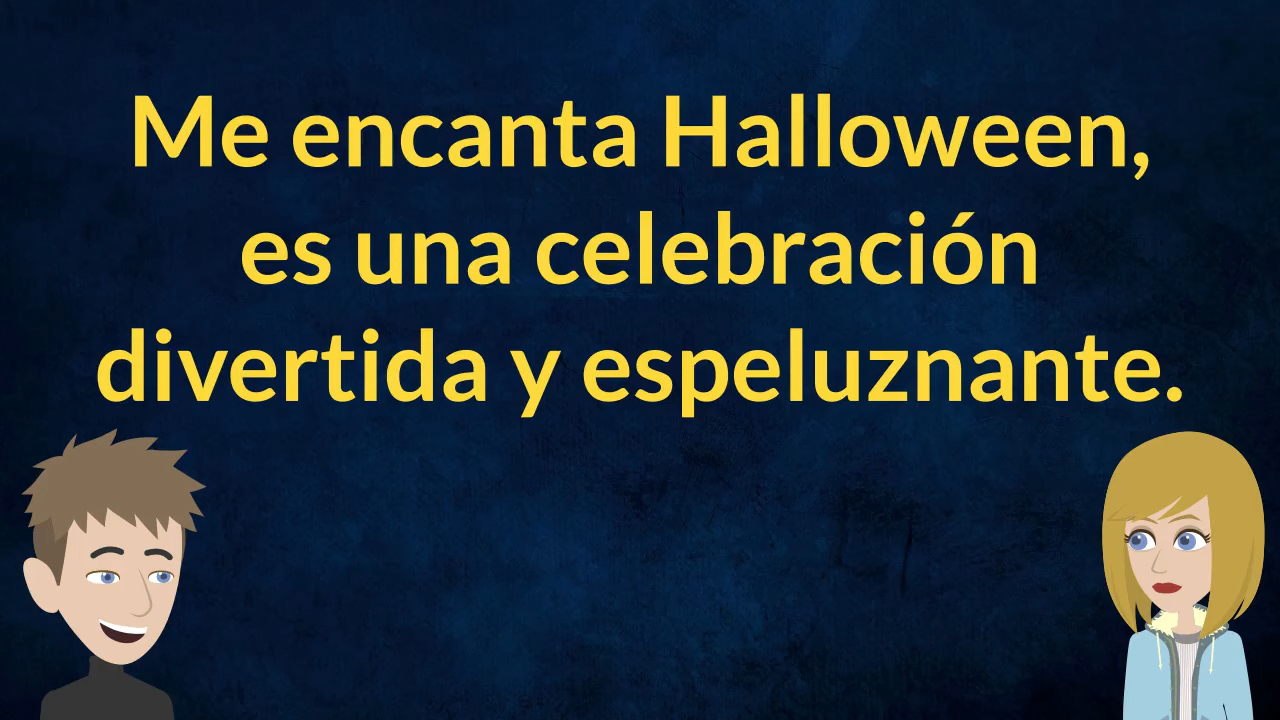 Me encanta Halloween,
es una celebración
divertida y espeluznante.